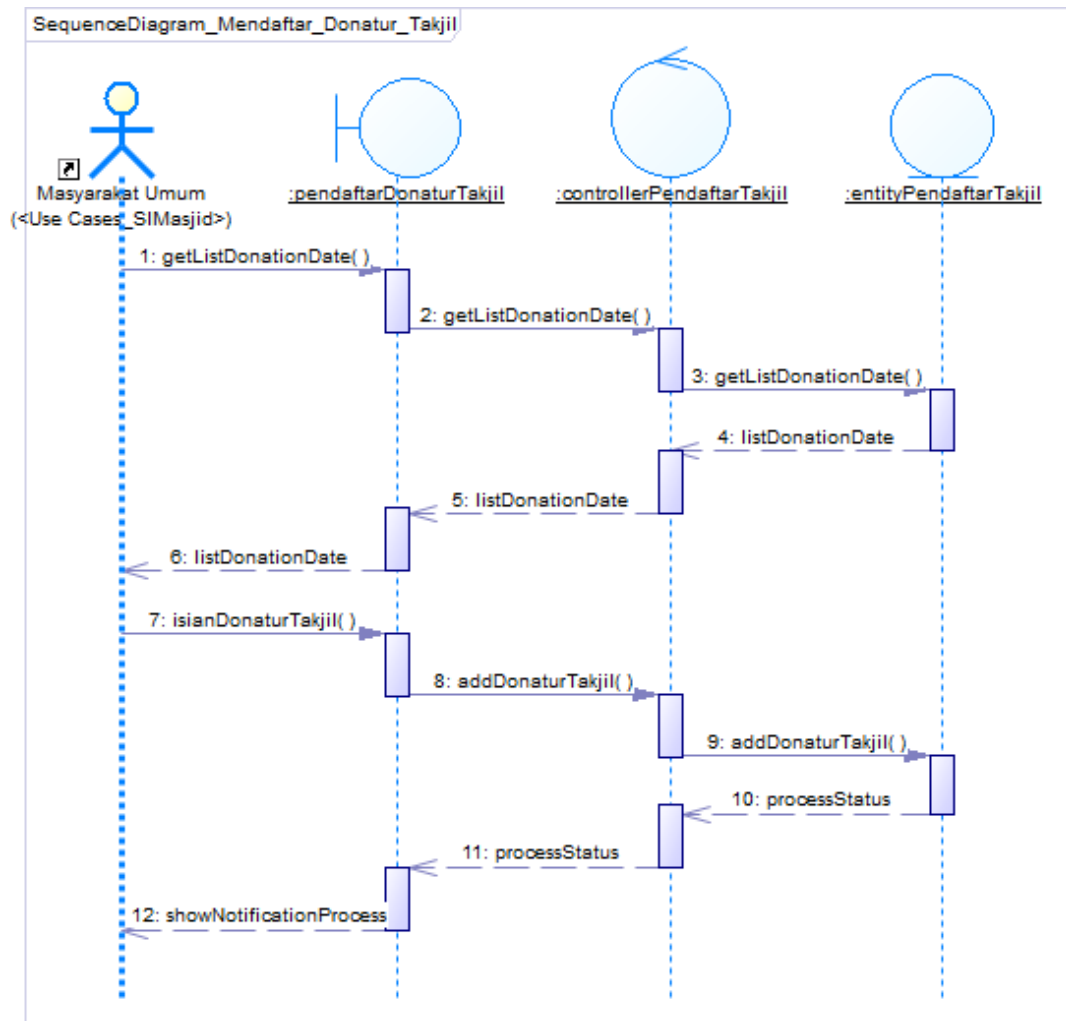 SequenceDiagram_Mendaftar_Donatur_Takjil
Masyarakat Umum
(<Use Cases_SIMasjid>)
:pendaftarDonaturTakjil
:controllerPendaftarTakjil
:entityPendaftarTakjil
1: getListDonationDate( )
2: getListDonationDate( )
3: getListDonationDate( )
4: listDonationDate
5: listDonationDate
6: listDonationDate
7: isianDonaturTakjil( )
8: addDonaturTakjil( )
9: addDonaturTakjil( )
10: processStatus
11: processStatus
12: showNotificationProcess